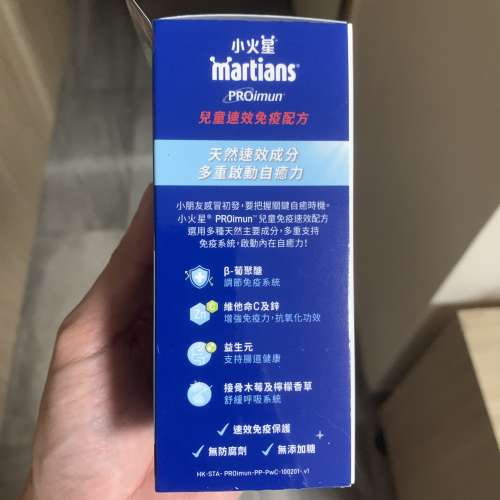 小火星
martians®
PROimun™
兒童速效免疫配方
天然速效成分
多重啟動自癒力
小朋友感冒初發,要把握關鍵自癒時機。
小火星® PROimun™兒童免疫速效配方
選用多種天然主要成分,多重支持
免疫系統,啟動內在自癒力!
β-葡聚醣
調節免疫系統
Zn C
維他命C及鋅
增強免疫力,抗氧化功效
益生元
支持腸道健康
接骨木莓及檸檬香草
舒緩呼吸系統
✓ 速效免疫保護
✓ 無防腐劑 ✓ 無添加糖
HK-STA- PROimun-PP-PwC-100201- v1